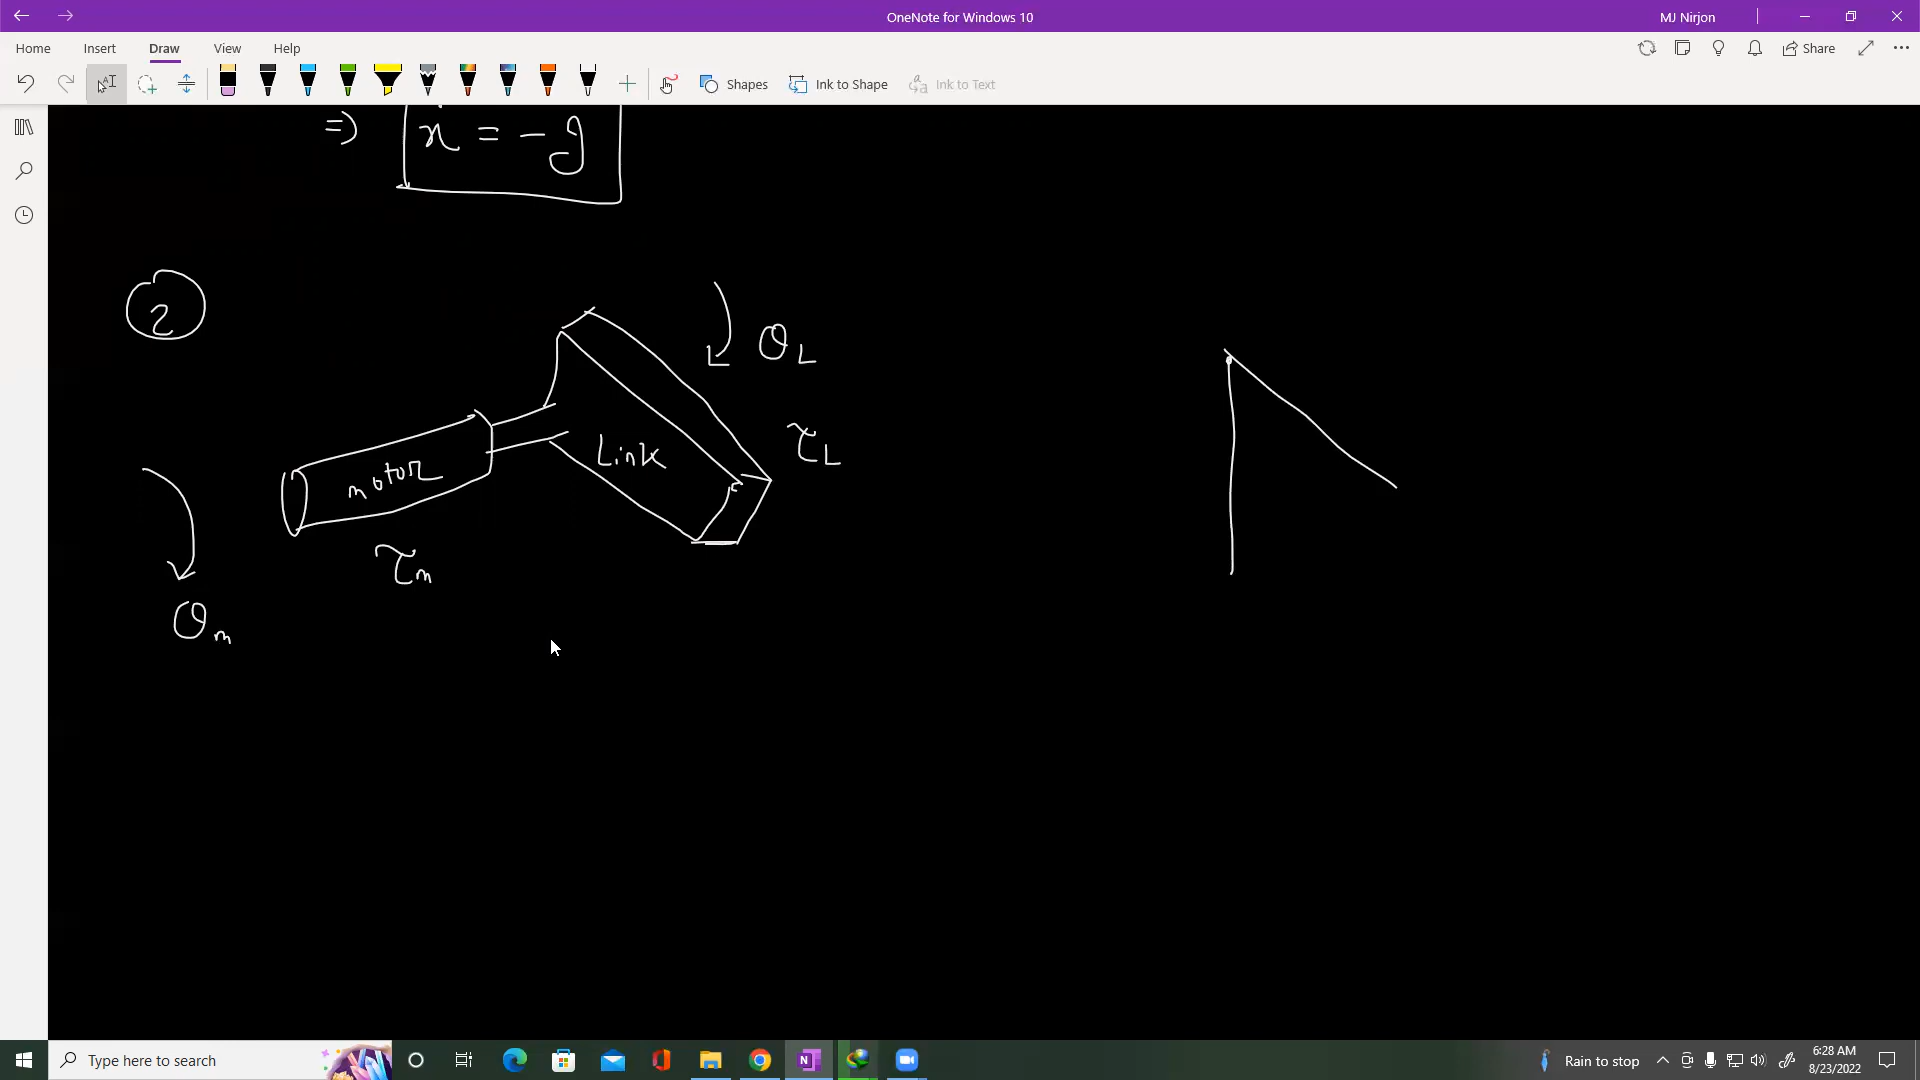 OneNote for Windows 10
MJ Nirjon
Home Insert Draw View Help
Share
Shapes Ink to Shape Ink to Text
=) ẋ = -g
2
θL
τL
Link
motor
τm
θm
Type here to search
Rain to stop
6:28 AM
8/23/2022